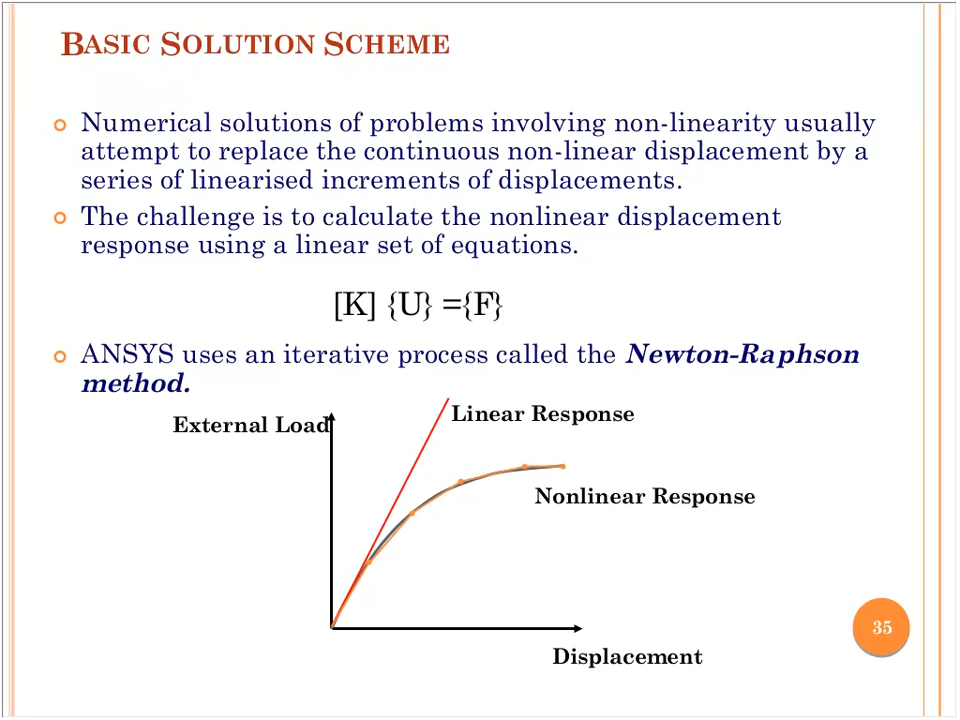 BASIC SOLUTION SCHEME
Numerical solutions of problems involving non-linearity usually
attempt to replace the continuous non-linear displacement by a
series of linearised increments of displacements.
The challenge is to calculate the nonlinear displacement
response using a linear set of equations.
[K] {U} ={F}
ANSYS uses an iterative process called the Newton-Raphson
method.
External Load
Linear Response
Nonlinear Response
35
Displacement